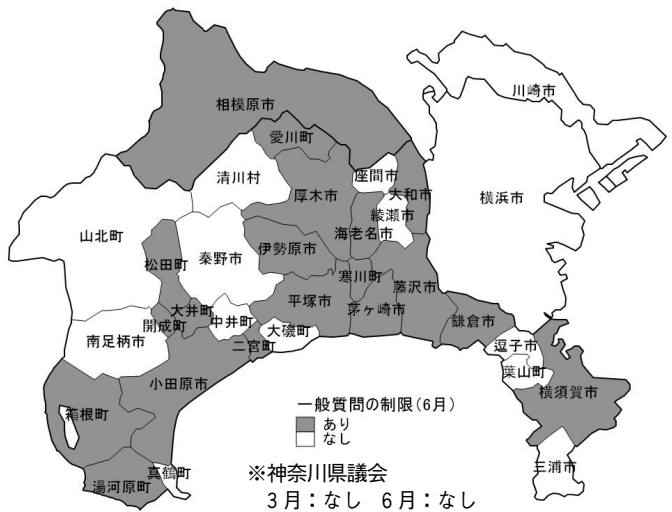 川崎市
相模原市
愛川町
清川村
座間市
厚木市
大和市
横浜市
綾瀬市
山北町
海老名市
伊勢原市
秦野市
松田町
寒川町
藤沢市
平塚市
大井町
茅ヶ崎市
開成町
中井町
大磯町
鎌倉市
南足柄市
二宮町
逗子市
葉山町
小田原市
横須賀市
箱根町
一般質問の制限(6月)
あり
なし
三浦市
真鶴町
湯河原町
※神奈川県議会
3月：なし 6月：なし